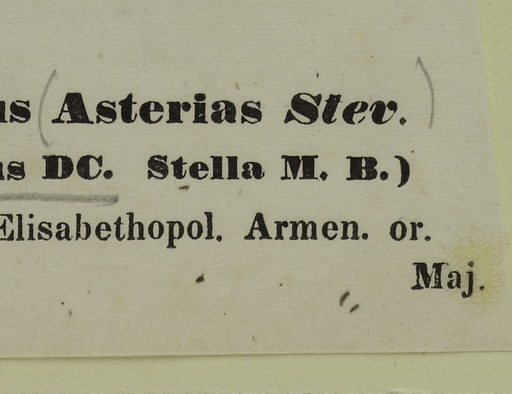 us (Asterias Stev.)
us DC. Stella M. B.)
Elisabethopol. Armen. or.
Maj.